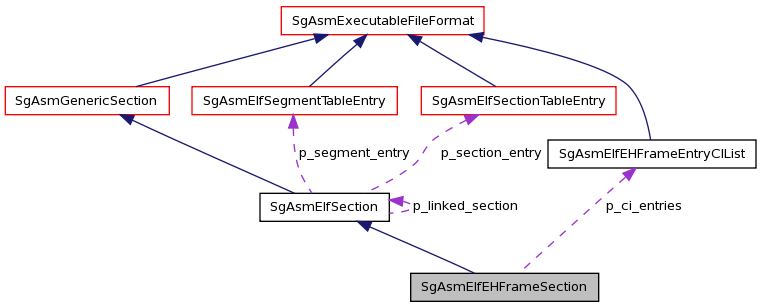 SgAsmExecutableFileFormat
SgAsmGenericSection
SgAsmElfSegmentTableEntry
SgAsmElfSectionTableEntry
p_segment_entry
p_section_entry
SgAsmElfEHFrameEntryCIList
SgAsmElfSection
p_linked_section
p_ci_entries
SgAsmElfEHFrameSection